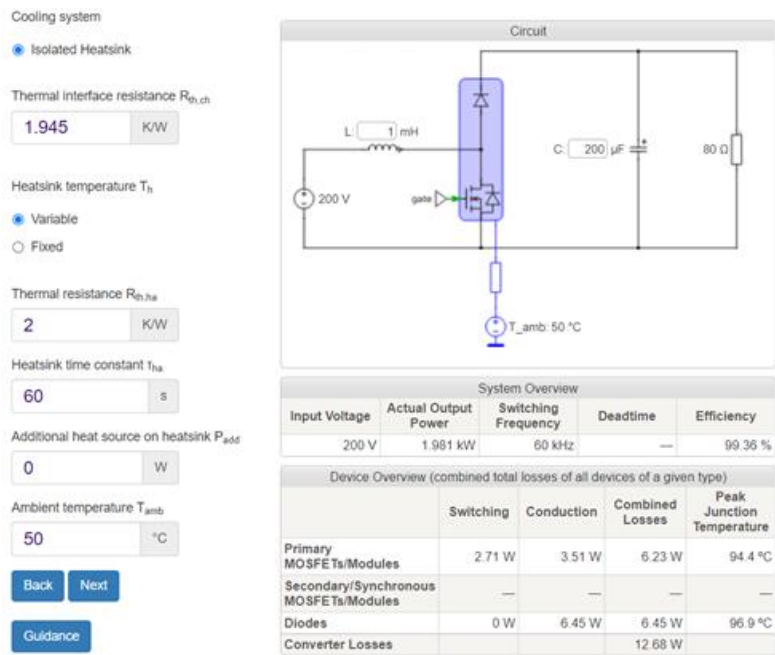 Cooling system
Isolated Heatsink
Thermal interface resistance Rth,ch
1.945 K/W
Heatsink temperature Th
Variable
Fixed
Thermal resistance Rth,ha
2 K/W
Heatsink time constant τha
60 s
Additional heat source on heatsink Padd
0 W
Ambient temperature Tamb
50 °C
Back Next
Guidance
Circuit
L: 1 mH
C: 200 µF
80 Ω
200 V
gate
T_amb: 50 °C
System Overview
Input Voltage Actual Output Power Switching Frequency Deadtime Efficiency
200 V 1.981 kW 60 kHz — 99.36 %
Device Overview (combined total losses of all devices of a given type)
Switching Conduction Combined Losses Peak Junction Temperature
Primary MOSFETs/Modules 2.71 W 3.51 W 6.23 W 94.4 °C
Secondary/Synchronous MOSFETs/Modules — — — —
Diodes 0 W 6.45 W 6.45 W 96.9 °C
Converter Losses 12.68 W